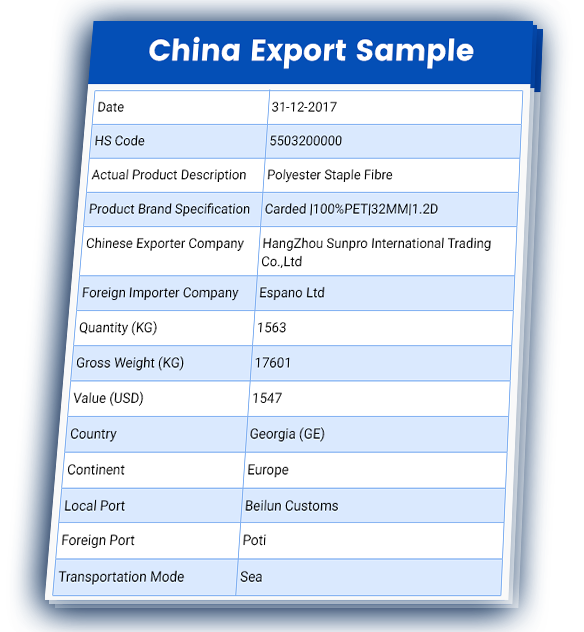 China Export Sample
Date 31-12-2017
HS Code 5503200000
Actual Product Description Polyester Staple Fibre
Product Brand Specification Carded |100%PET|32MM|1.2D
Chinese Exporter Company HangZhou Sunpro International Trading
Co.,Ltd
Foreign Importer Company Espano Ltd
Quantity (KG) 1563
Gross Weight (KG) 17601
Value (USD) 1547
Country Georgia (GE)
Continent Europe
Local Port Beilun Customs
Foreign Port Poti
Transportation Mode Sea